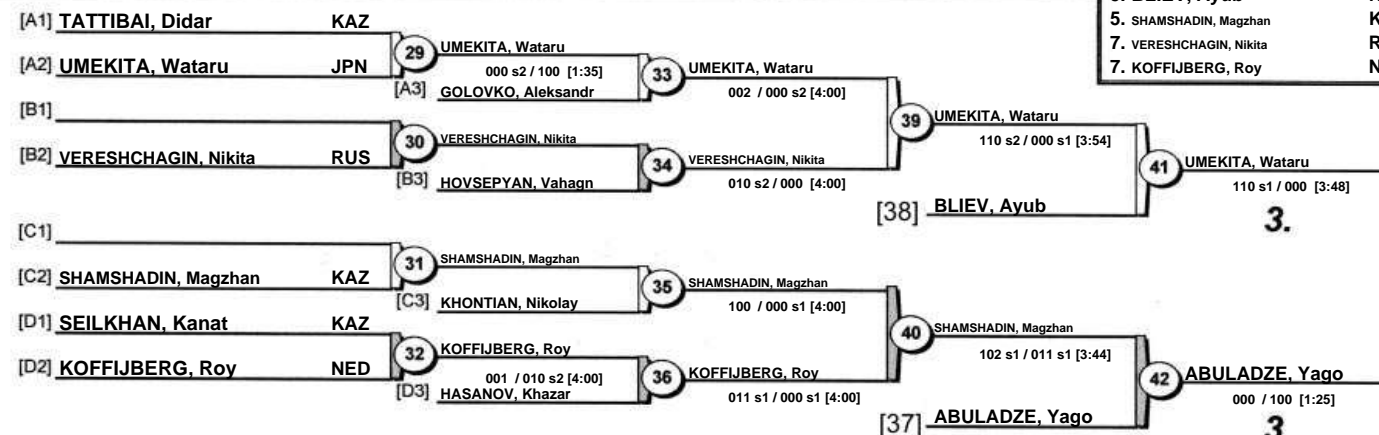 [A1] TATTIBAI, Didar KAZ
[A2] UMEKITA, Wataru JPN
29
UMEKITA, Wataru
000 s2 / 100 [1:35]
[A3] GOLOVKO, Aleksandr
33
UMEKITA, Wataru
002 / 000 s2 [4:00]
[B1]
[B2] VERESHCHAGIN, Nikita RUS
30
VERESHCHAGIN, Nikita
[B3] HOVSEPYAN, Vahagn
34
VERESHCHAGIN, Nikita
010 s2 / 000 [4:00]
39
UMEKITA, Wataru
110 s2 / 000 s1 [3:54]
[38] BLIEV, Ayub
41
UMEKITA, Wataru
110 s1 / 000 [3:48]
3.
[C1]
[C2] SHAMSHADIN, Magzhan KAZ
31
SHAMSHADIN, Magzhan
[C3] KHONTIAN, Nikolay
35
SHAMSHADIN, Magzhan
100 / 000 s1 [4:00]
[D1] SEILKHAN, Kanat KAZ
[D2] KOFFIJBERG, Roy NED
32
KOFFIJBERG, Roy
001 / 010 s2 [4:00]
[D3] HASANOV, Khazar
36
KOFFIJBERG, Roy
011 s1 / 000 s1 [4:00]
40
SHAMSHADIN, Magzhan
102 s1 / 011 s1 [3:44]
[37] ABULADZE, Yago
42
ABULADZE, Yago
000 / 100 [1:25]
3
5. SHAMSHADIN, Magzhan K
7. VERESHCHAGIN, Nikita R
7. KOFFIJBERG, Roy N